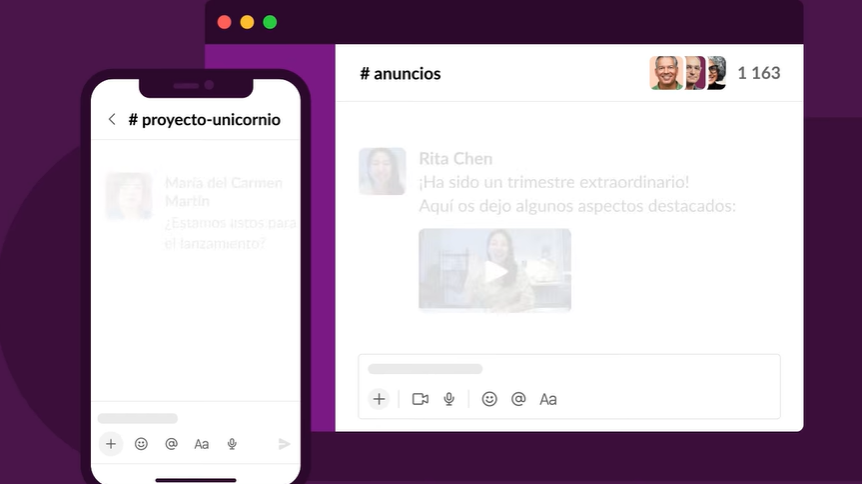 # anuncios
1 163
Rita Chen
¡Ha sido un trimestre extraordinario!
Aquí os dejo algunos aspectos destacados:
Aa
# proyecto-unicornio
María del Carmen
Martín
¿Estamos listos para
el lanzamiento?
Aa